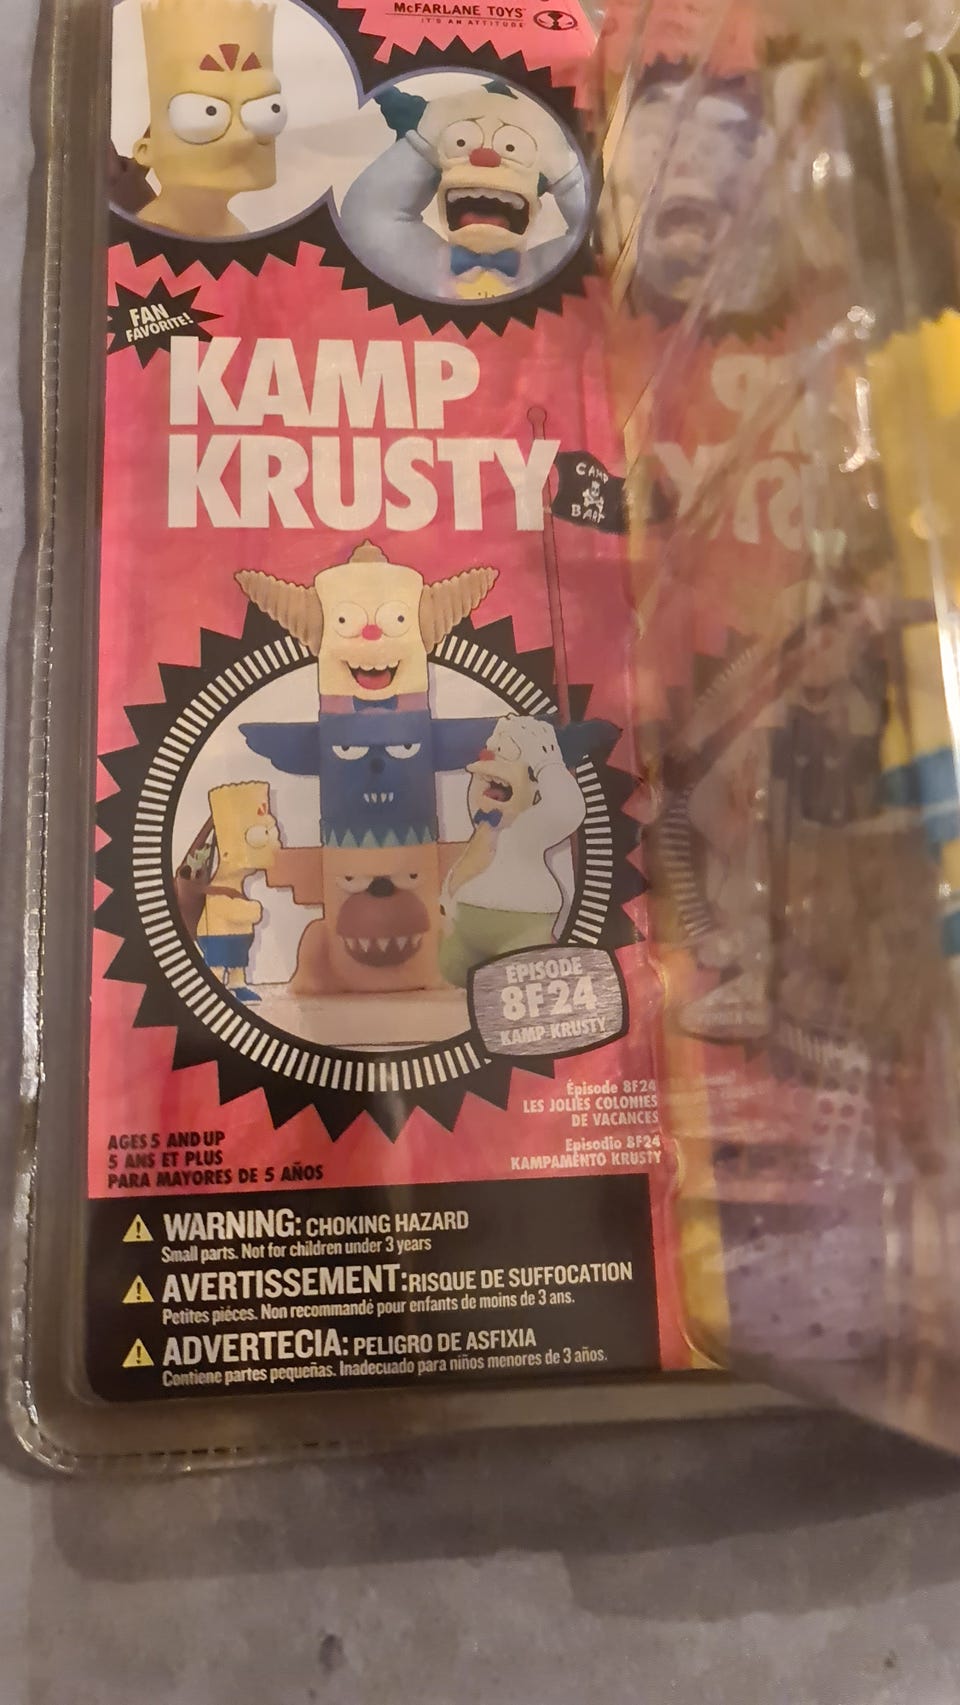 McFARLANE TOYS
IT'S AN ATTITUDE
FAN
FAVORITE!
KAMP
KRUSTY
CAMP
BART
EPISODE
8F24
KAMP KRUSTY
Épisode 8F24
LES JOLIES COLONIES
DE VACANCES
Episodio 8F24
KAMPAMENTO KRUSTY
AGES 5 AND UP
5 ANS ET PLUS
PARA MAYORES DE 5 AÑOS
WARNING: CHOKING HAZARD
Small parts. Not for children under 3 years
AVERTISSEMENT: RISQUE DE SUFFOCATION
Petites pièces. Non recommandé pour enfants de moins de 3 ans.
ADVERTECIA: PELIGRO DE ASFIXIA
Contiene partes pequeñas. Inadecuado para niños menores de 3 años.